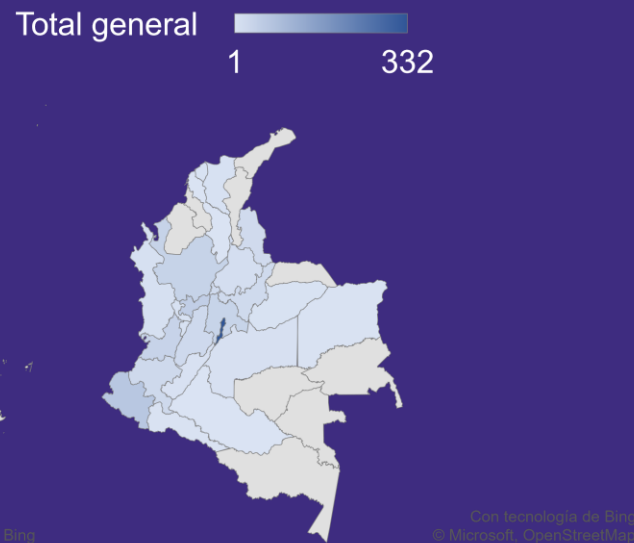 Total general
1 332
Con tecnología de Bing
Bing
© Microsoft, OpenStreetMap